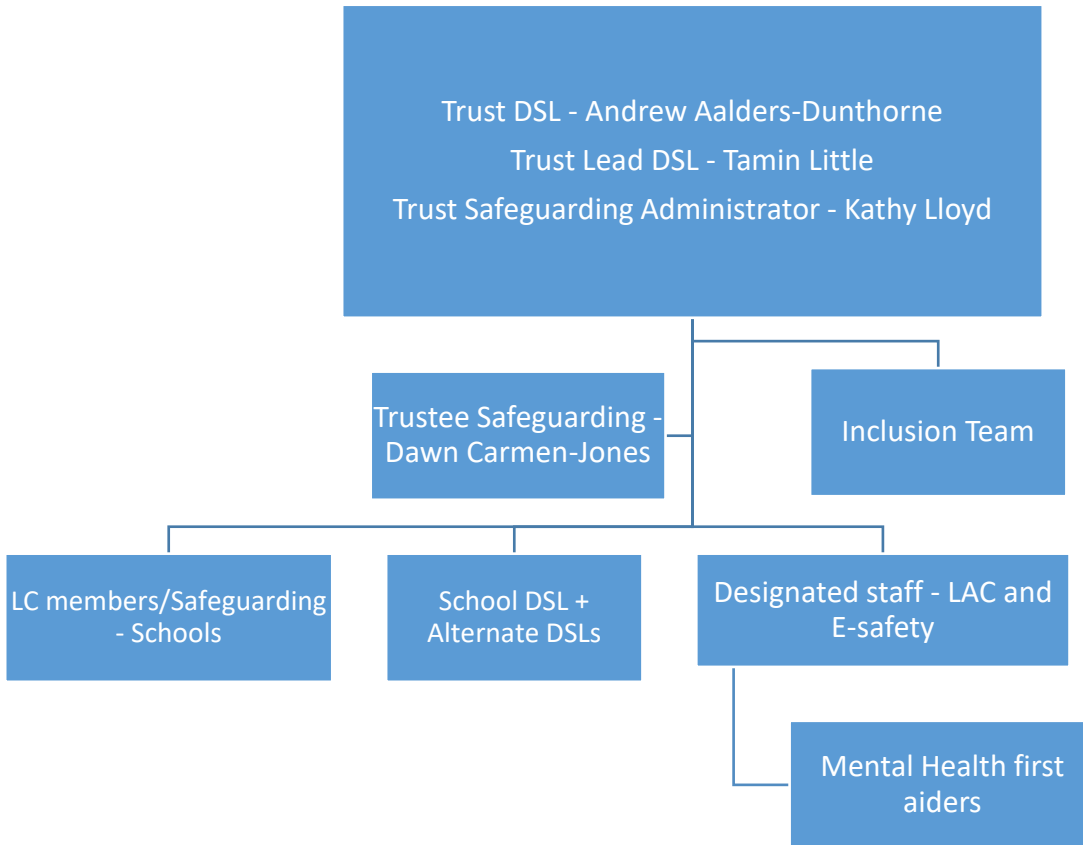 Trust DSL - Andrew Aalders-Dunthorne
Trust Lead DSL - Tamin Little
Trust Safeguarding Administrator - Kathy Lloyd
Trustee Safeguarding -
Dawn Carmen-Jones
Inclusion Team
LC members/Safeguarding
- Schools
School DSL +
Alternate DSLs
Designated staff - LAC and
E-safety
Mental Health first
aiders